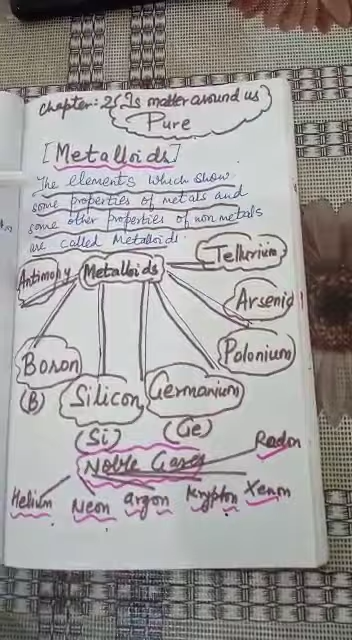 Chapter: 2 Is matter around us
Pure
[Metalloids]
The elements which show
some properties of metals and
some other properties of non metals
are called Metalloids.
Tellurium
Antimony
Metalloids
Arsenic
Polonium
Boron
(B)
Silicon
(Si)
Germanium
(Ge)
Radon
Noble Gases
Helium
Neon
argon
Krypton
Xenon